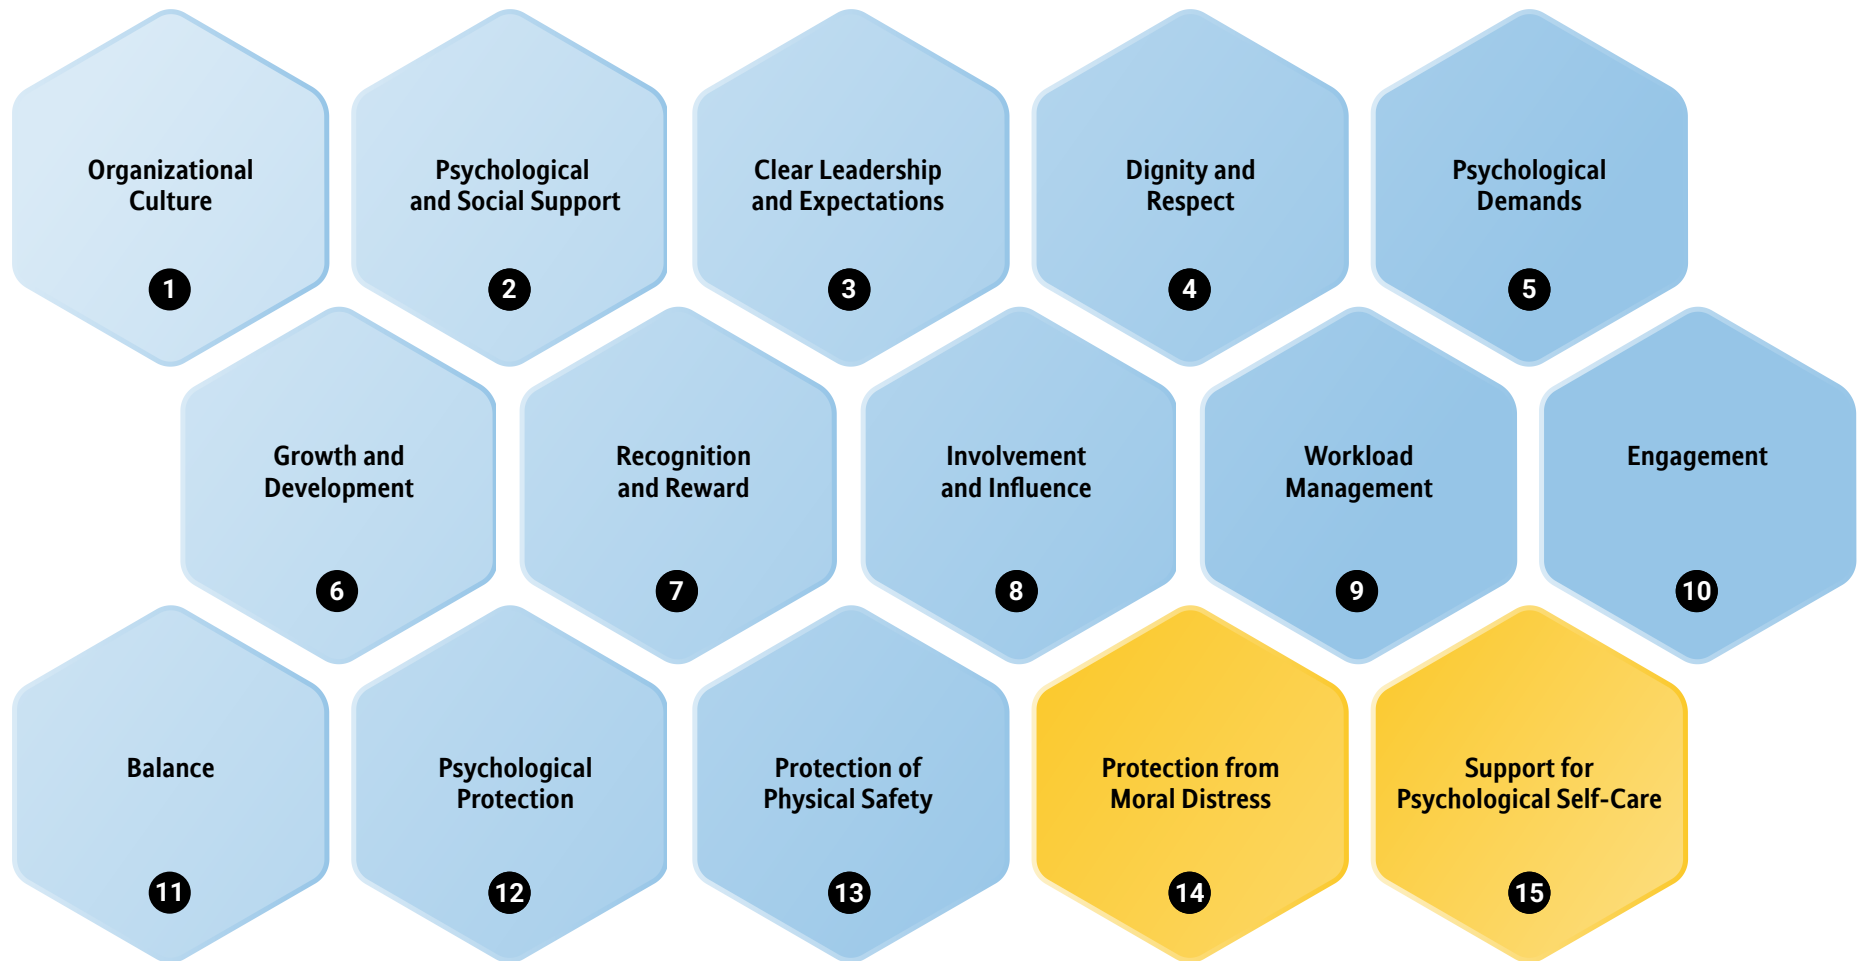 Organizational
Culture
1
Psychological
and Social Support
2
Clear Leadership
and Expectations
3
Dignity and
Respect
4
Psychological
Demands
5
Growth and
Development
6
Recognition
and Reward
7
Involvement
and Influence
8
Workload
Management
9
Engagement
10
Balance
11
Psychological
Protection
12
Protection of
Physical Safety
13
Protection from
Moral Distress
14
Support for
Psychological Self-Care
15